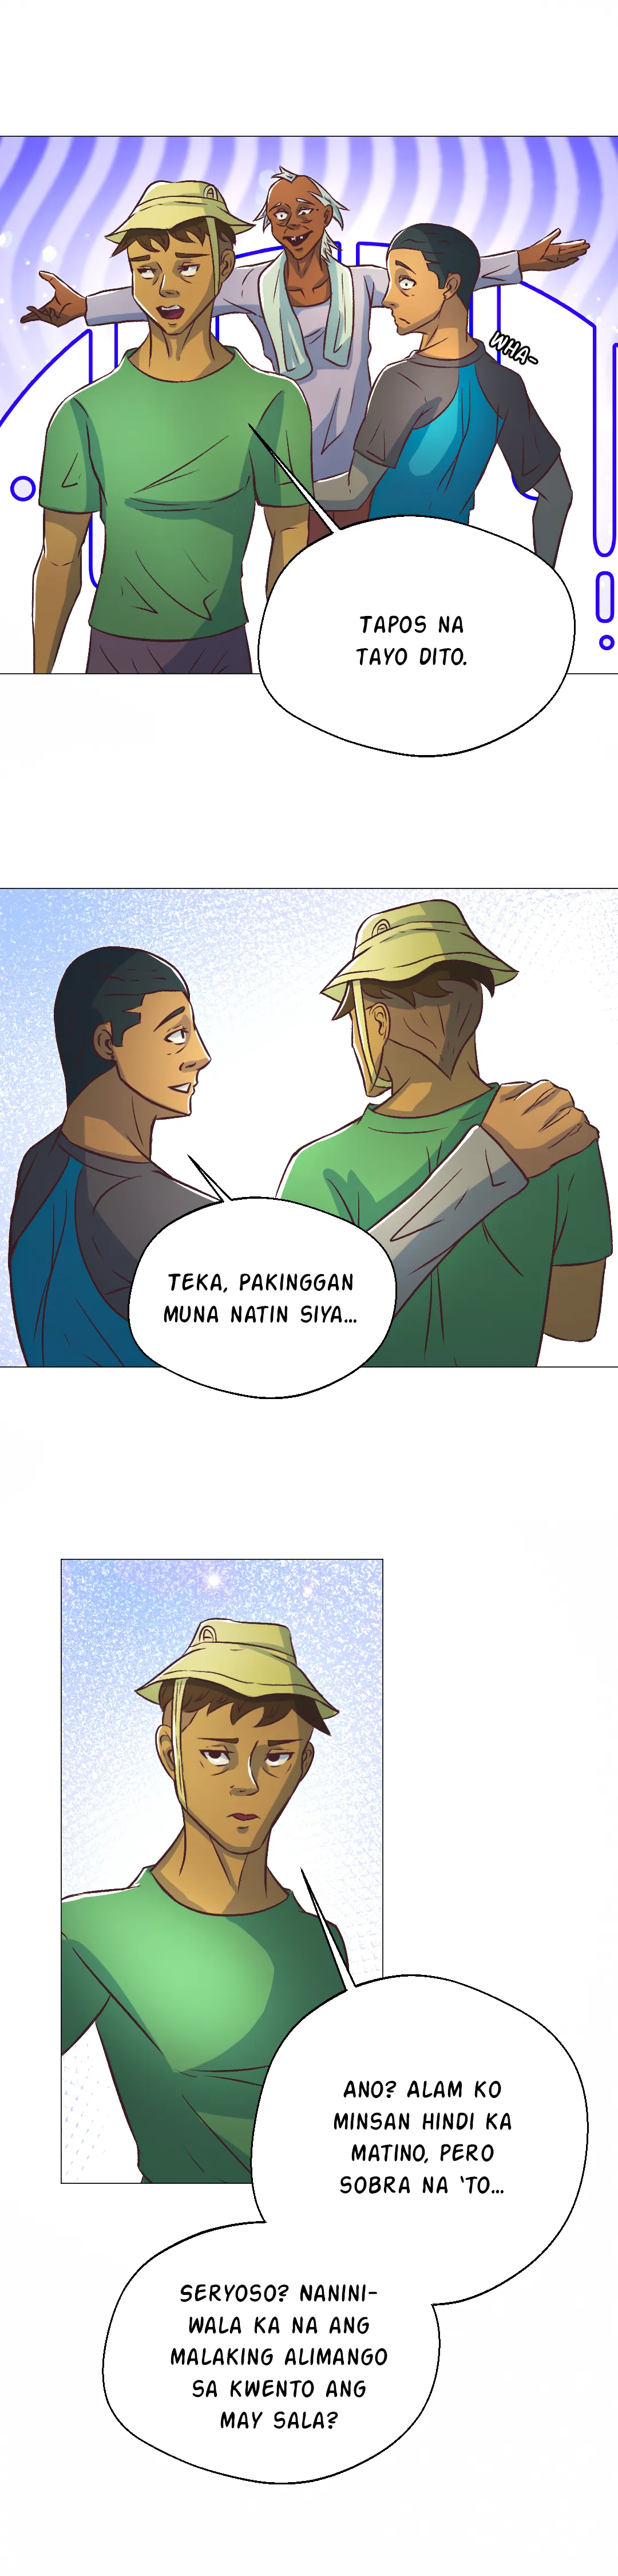 WHA-
TAPOS NA
TAYO DITO.
TEKA, PAKINGGAN
MUNA NATIN SIYA...
ANO? ALAM KO
MINSAN HINDI KA
MATINO, PERO
SOBRA NA 'TO...
SERYOSO? NANINI-
WALA KA NA ANG
MALAKING ALIMANGO
SA KWENTO ANG
MAY SALA?